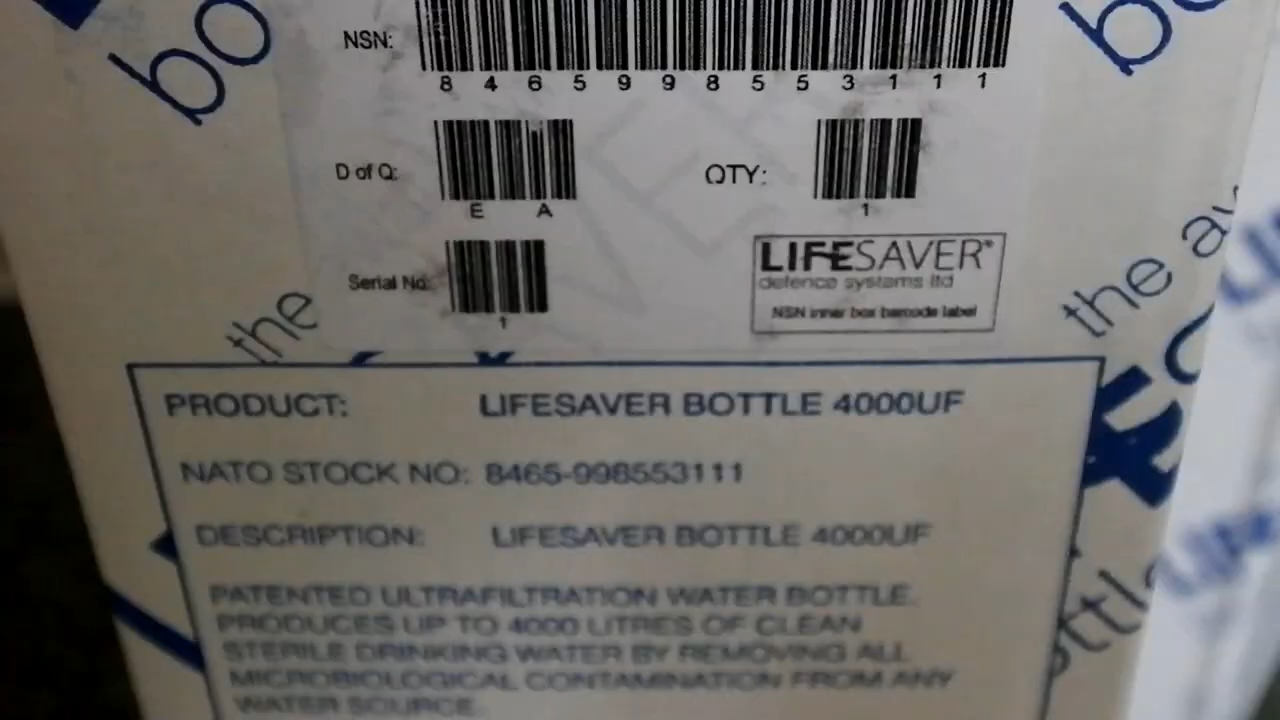 bo
NSN:
8 4 6 5 9 9 8 5 5 3 1 1 1
D of Q:
E A
QTY:
1
Serial No:
1
LIFESAVER®
defence systems ltd
NSN inner box barcode label
the
the
PRODUCT: LIFESAVER BOTTLE 4000UF
NATO STOCK NO: 8465-998553111
DESCRIPTION: LIFESAVER BOTTLE 4000UF
PATENTED ULTRAFILTRATION WATER BOTTLE.
PRODUCES UP TO 4000 LITRES OF CLEAN
STERILE DRINKING WATER BY REMOVING ALL
MICROBIOLOGICAL CONTAMINATION FROM ANY
WATER SOURCE.